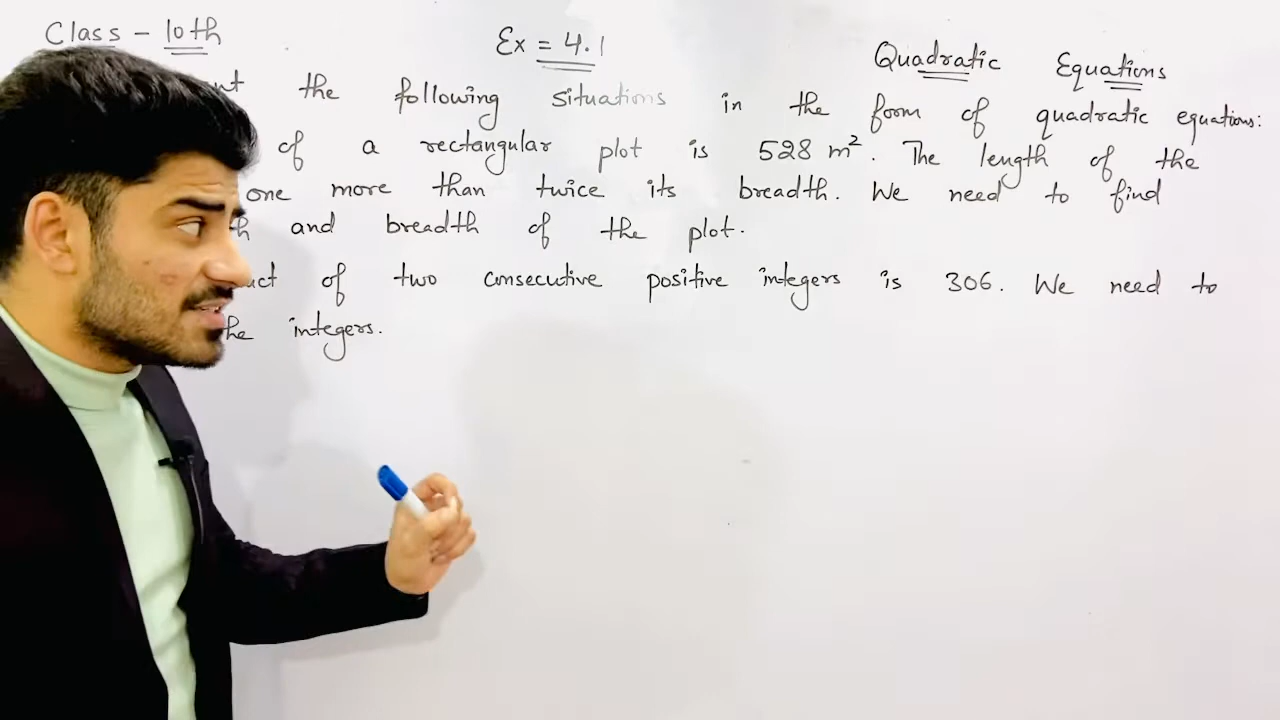 Class - 10th
Ex = 4.1
Quadratic Equations
the following situations in the form of quadratic equations:
of a rectangular plot is 528 m². The length of the
one more than twice its breadth. We need to find
and breadth of the plot.
of two consecutive positive integers is 306. We need to
integers.